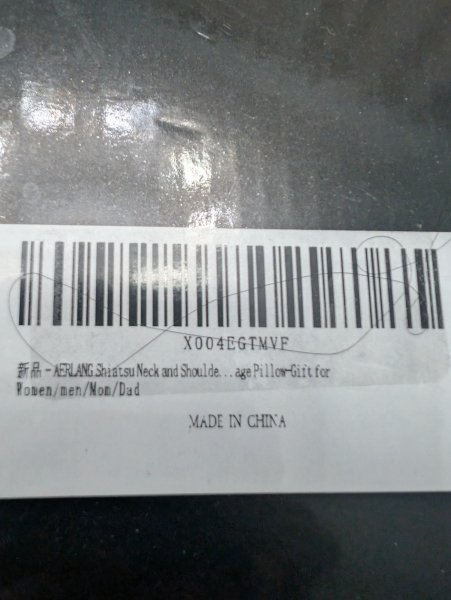 X004EGTMVF
新品 - AERLANG Shiatsu Neck and Shoulde...age Pillow-Gift for
Women/men/Mom/Dad
MADE IN CHINA